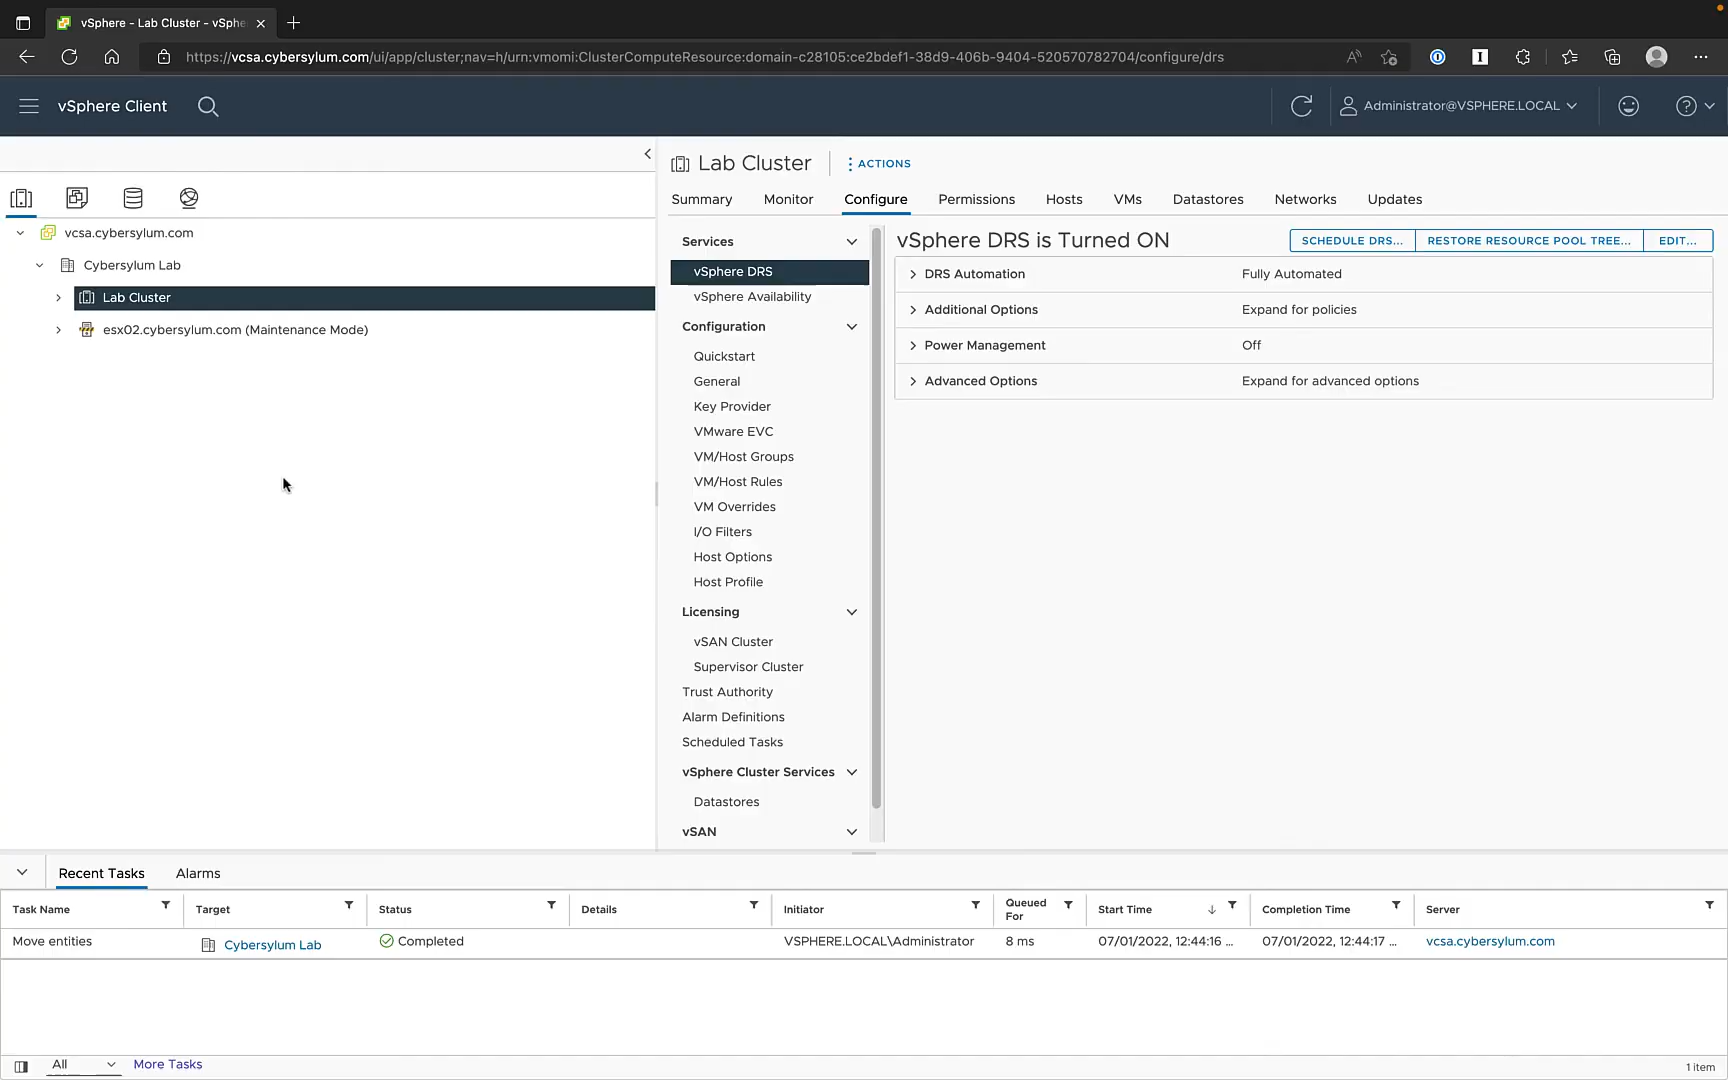 vSphere - Lab Cluster - vSphe
https://vcsa.cybersylum.com/ui/app/cluster;nav=h/urn:vmomi:ClusterComputeResource:domain-c28105:ce2bdef1-38d9-406b-9404-520570782704/configure/drs
vSphere Client
Administrator@VSPHERE.LOCAL
Lab Cluster
ACTIONS
Summary Monitor Configure Permissions Hosts VMs Datastores Networks Updates
vcsa.cybersylum.com
Cybersylum Lab
Lab Cluster
esx02.cybersylum.com (Maintenance Mode)
Services
vSphere DRS
vSphere Availability
Configuration
Quickstart
General
Key Provider
VMware EVC
VM/Host Groups
VM/Host Rules
VM Overrides
I/O Filters
Host Options
Host Profile
Licensing
vSAN Cluster
Supervisor Cluster
Trust Authority
Alarm Definitions
Scheduled Tasks
vSphere Cluster Services
Datastores
vSAN
vSphere DRS is Turned ON
SCHEDULE DRS... RESTORE RESOURCE POOL TREE... EDIT...
DRS Automation Fully Automated
Additional Options Expand for policies
Power Management Off
Advanced Options Expand for advanced options
Recent Tasks Alarms
Task Name Target Status Details Initiator Queued For Start Time Completion Time Server
Move entities Cybersylum Lab Completed VSPHERE.LOCAL\Administrator 8 ms 07/01/2022, 12:44:16 ... 07/01/2022, 12:44:17 ... vcsa.cybersylum.com
All More Tasks 1 item